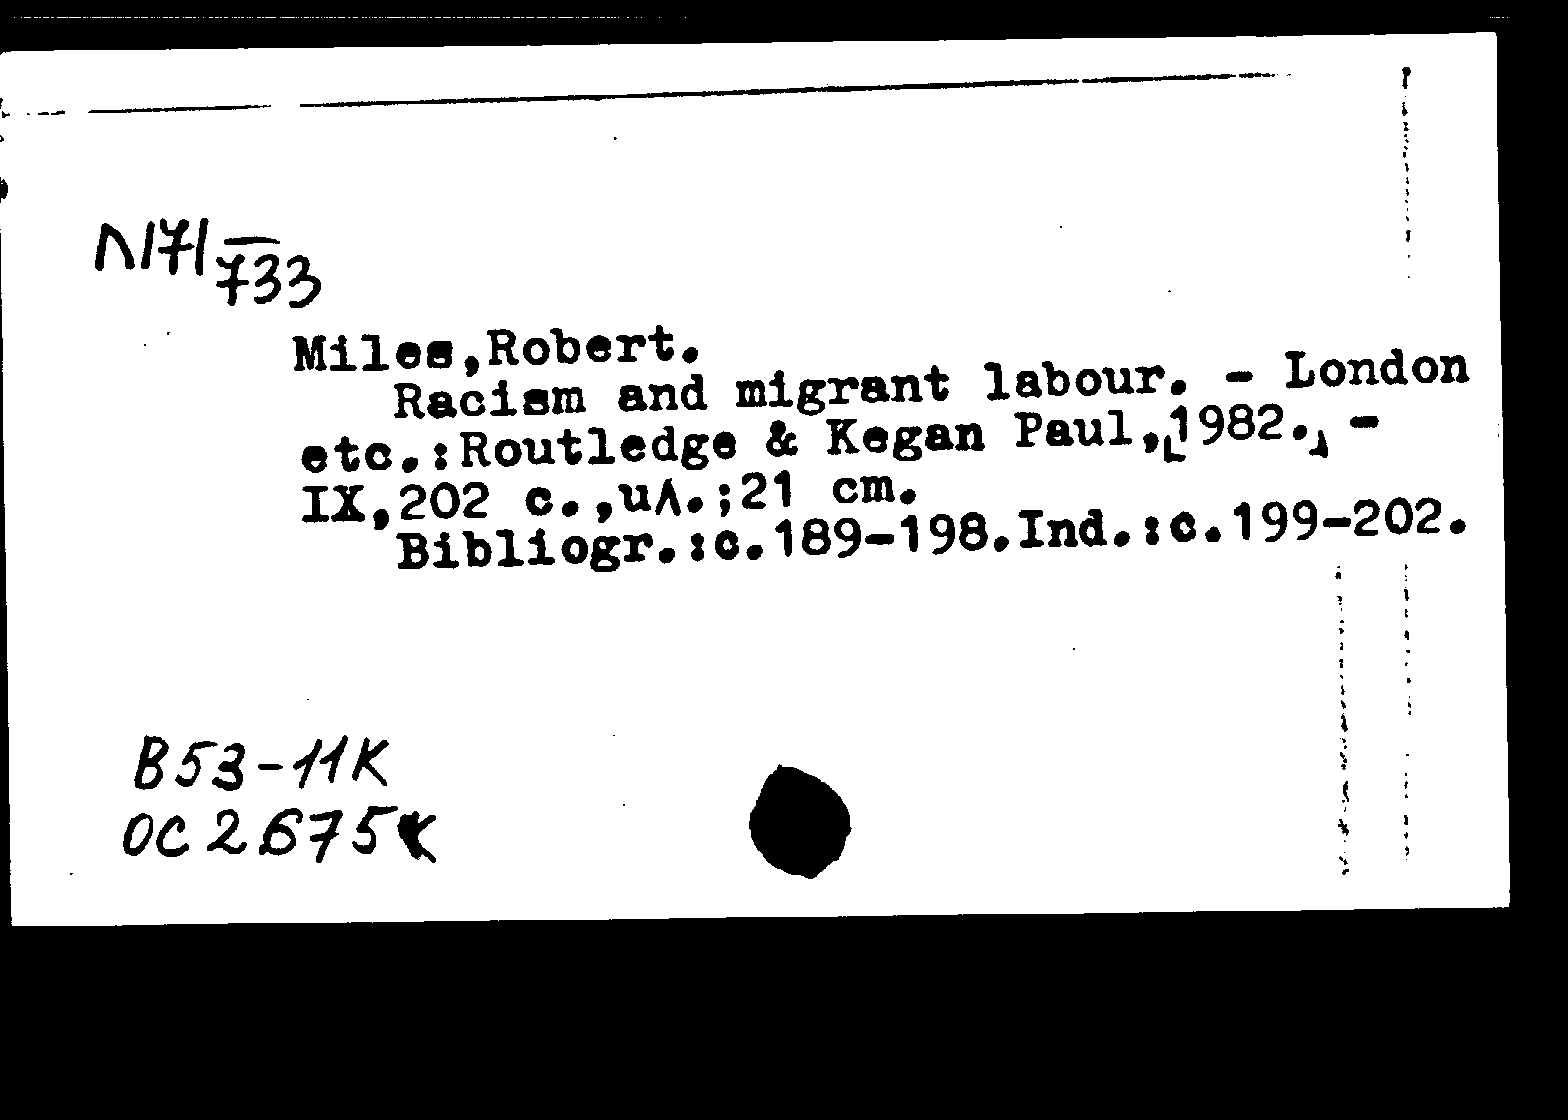 Л171/733
Miles,Robert.
Racism and migrant labour. - London
etc.:Routledge & Kegan Paul,[1982.] -
IX,202 с.,ил.;21 cm.
Bibliogr.:c.189-198.Ind.:c.199-202.
B53-11K
OC2675K